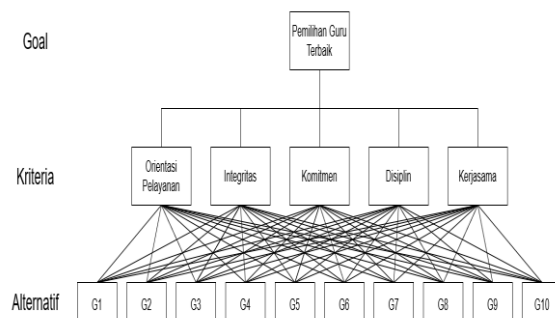 Goal
Pemilihan Guru
Terbaik
Kriteria
Orientasi
Pelayanan
Integritas
Komitmen
Disiplin
Kerjasama
Alternatif
G1
G2
G3
G4
G5
G6
G7
G8
G9
G10